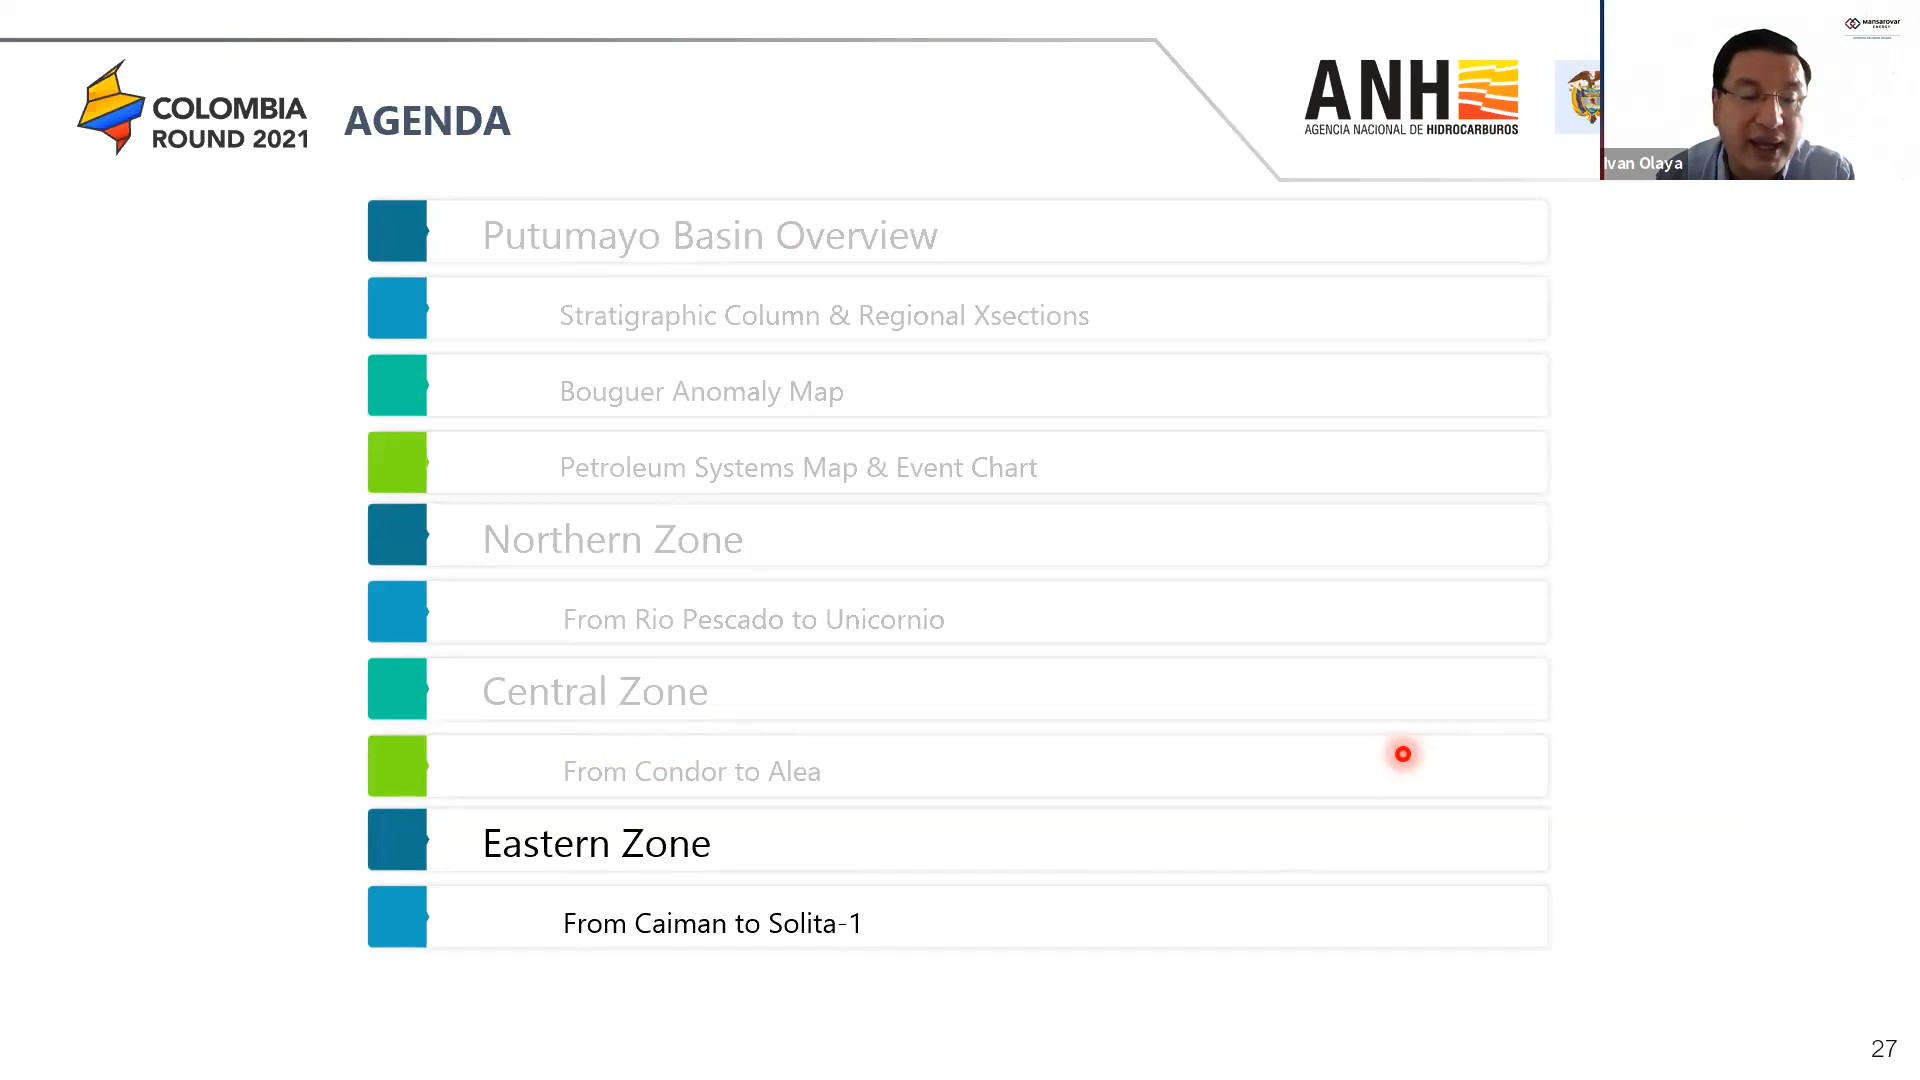 COLOMBIA
ROUND 2021
AGENDA
ANH
AGENCIA NACIONAL DE HIDROCARBUROS
Mansarovar
ENERGY
Ivan Olaya
Putumayo Basin Overview
Stratigraphic Column & Regional Xsections
Bouguer Anomaly Map
Petroleum Systems Map & Event Chart
Northern Zone
From Rio Pescado to Unicornio
Central Zone
From Condor to Alea
Eastern Zone
From Caiman to Solita-1
27